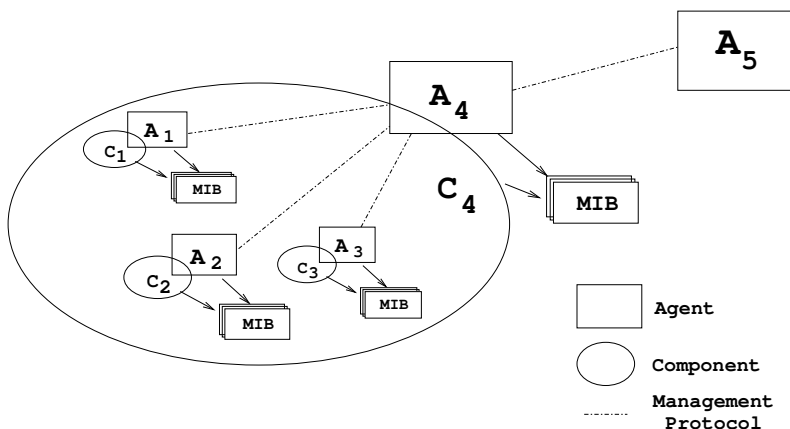 A5
A4
A1
C1
MIB
C4
MIB
A2
C2
MIB
A3
C3
MIB
Agent
Component
Management
Protocol